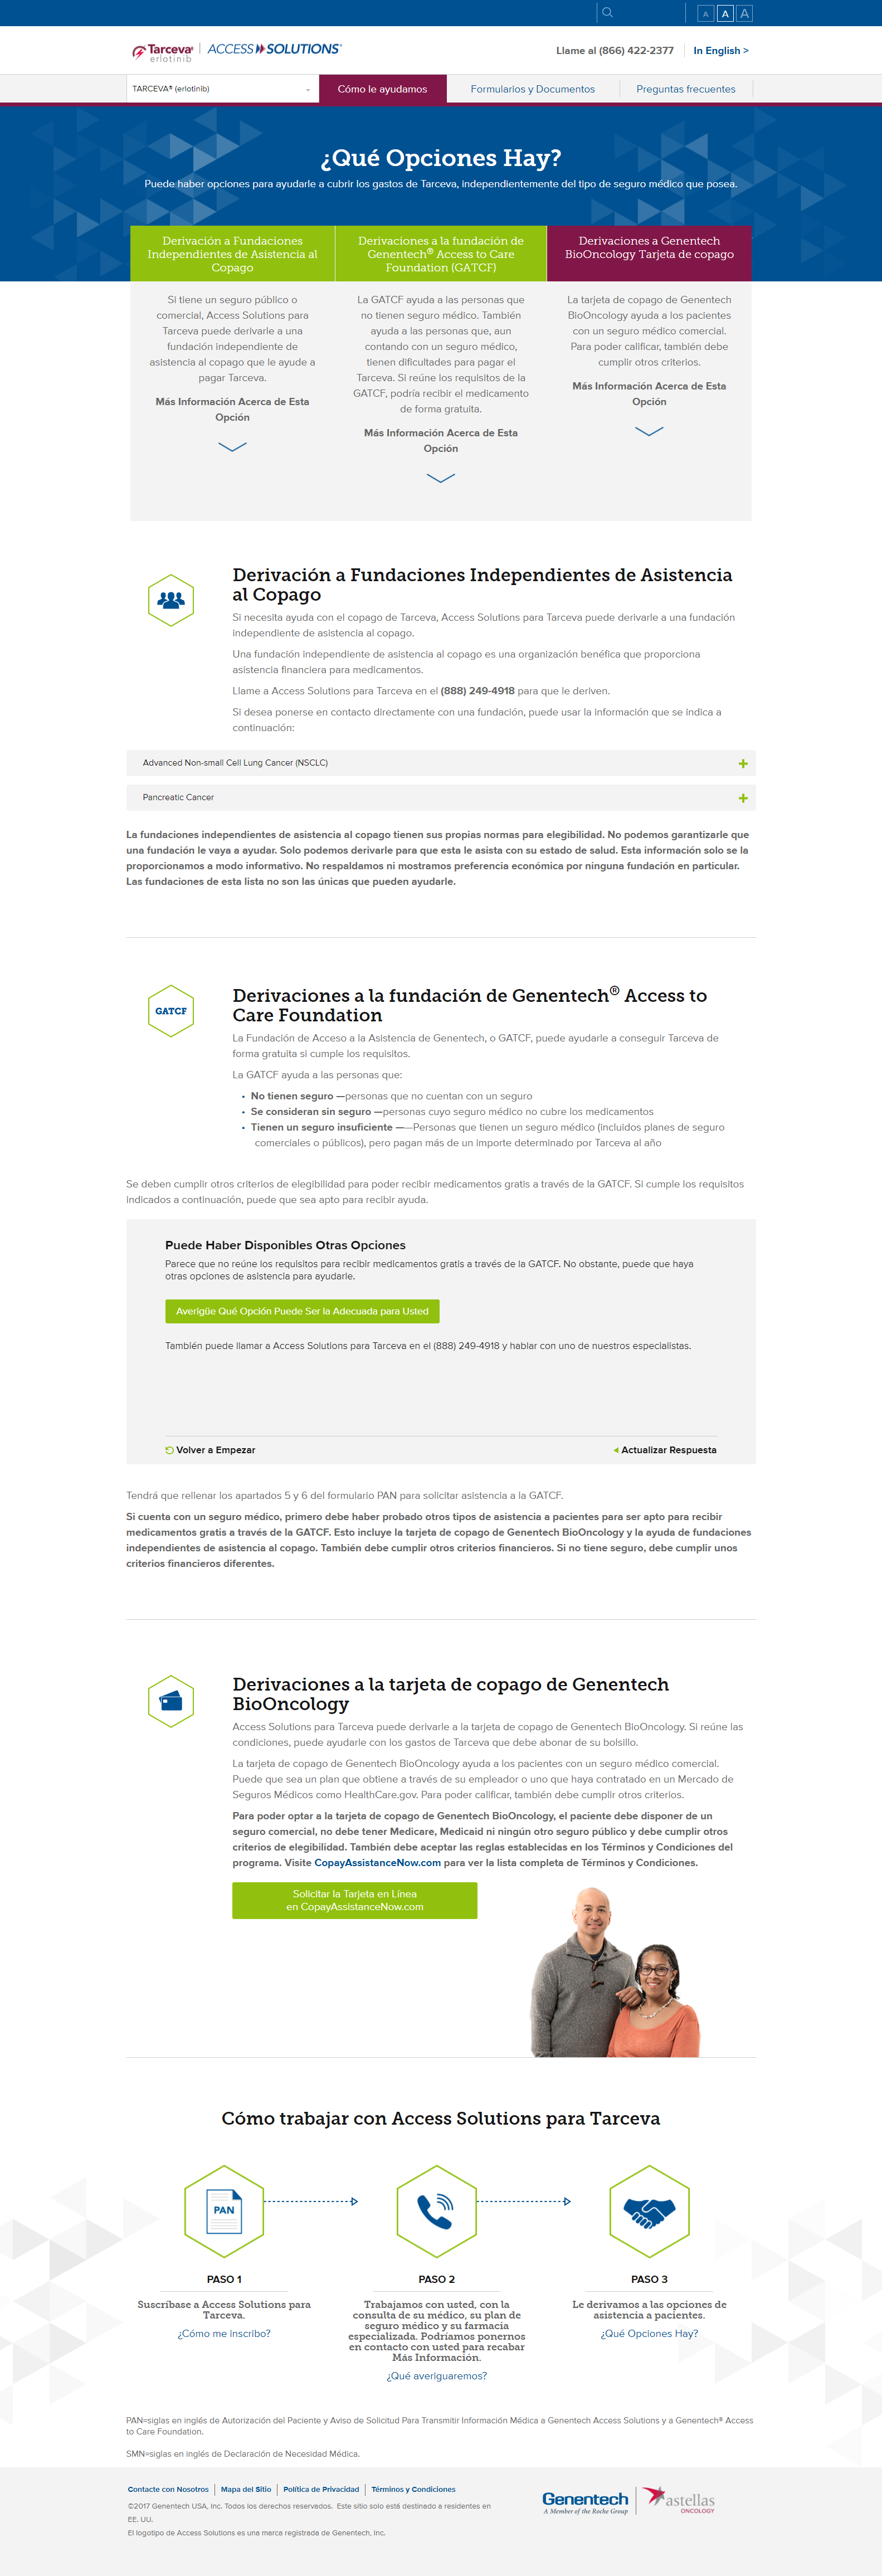 A A A
Tarceva®
erlotinib
ACCESS SOLUTIONS®
Llame al (866) 422-2377
In English >
TARCEVA® (erlotinib)
Cómo le ayudamos
Formularios y Documentos
Preguntas frecuentes
¿Qué Opciones Hay?
Puede haber opciones para ayudarle a cubrir los gastos de Tarceva, independientemente del tipo de seguro médico que posea.
Derivación a Fundaciones
Independientes de Asistencia al
Copago
Si tiene un seguro público o
comercial, Access Solutions para
Tarceva puede derivarle a una
fundación independiente de
asistencia al copago que le ayude a
pagar Tarceva.
Más Información Acerca de Esta
Opción
Derivaciones a la fundación de
Genentech® Access to Care
Foundation (GATCF)
La GATCF ayuda a las personas que
no tienen seguro médico. También
ayuda a las personas que, aun
contando con un seguro médico,
tienen dificultades para pagar el
Tarceva. Si reúne los requisitos de la
GATCF, podría recibir el medicamento
de forma gratuita.
Más Información Acerca de Esta
Opción
Derivaciones a Genentech
BioOncology Tarjeta de copago
La tarjeta de copago de Genentech
BioOncology ayuda a los pacientes
con un seguro médico comercial.
Para poder calificar, también debe
cumplir otros criterios.
Más Información Acerca de Esta
Opción
Derivación a Fundaciones Independientes de Asistencia
al Copago
Si necesita ayuda con el copago de Tarceva, Access Solutions para Tarceva puede derivarle a una fundación
independiente de asistencia al copago.
Una fundación independiente de asistencia al copago es una organización benéfica que proporciona
asistencia financiera para medicamentos.
Llame a Access Solutions para Tarceva en el (888) 249-4918 para que le deriven.
Si desea ponerse en contacto directamente con una fundación, puede usar la información que se indica a
continuación:
Advanced Non-small Cell Lung Cancer (NSCLC)
Pancreatic Cancer
La fundaciones independientes de asistencia al copago tienen sus propias normas para elegibilidad. No podemos garantizarle que
una fundación le vaya a ayudar. Solo podemos derivarle para que esta le asista con su estado de salud. Esta información solo se la
proporcionamos a modo informativo. No respaldamos ni mostramos preferencia económica por ninguna fundación en particular.
Las fundaciones de esta lista no son las únicas que pueden ayudarle.
GATCF
Derivaciones a la fundación de Genentech® Access to
Care Foundation
La Fundación de Acceso a la Asistencia de Genentech, o GATCF, puede ayudarle a conseguir Tarceva de
forma gratuita si cumple los requisitos.
La GATCF ayuda a las personas que:
• No tienen seguro —personas que no cuentan con un seguro
• Se consideran sin seguro —personas cuyo seguro médico no cubre los medicamentos
• Tienen un seguro insuficiente ——Personas que tienen un seguro médico (incluidos planes de seguro
comerciales o públicos), pero pagan más de un importe determinado por Tarceva al año
Se deben cumplir otros criterios de elegibilidad para poder recibir medicamentos gratis a través de la GATCF. Si cumple los requisitos
indicados a continuación, puede que sea apto para recibir ayuda.
Puede Haber Disponibles Otras Opciones
Parece que no reúne los requisitos para recibir medicamentos gratis a través de la GATCF. No obstante, puede que haya
otras opciones de asistencia para ayudarle.
Averigüe Qué Opción Puede Ser la Adecuada para Usted
También puede llamar a Access Solutions para Tarceva en el (888) 249-4918 y hablar con uno de nuestros especialistas.
Volver a Empezar
Actualizar Respuesta
Tendrá que rellenar los apartados 5 y 6 del formulario PAN para solicitar asistencia a la GATCF.
Si cuenta con un seguro médico, primero debe haber probado otros tipos de asistencia a pacientes para ser apto para recibir
medicamentos gratis a través de la GATCF. Esto incluye la tarjeta de copago de Genentech BioOncology y la ayuda de fundaciones
independientes de asistencia al copago. También debe cumplir otros criterios financieros. Si no tiene seguro, debe cumplir unos
criterios financieros diferentes.
Derivaciones a la tarjeta de copago de Genentech
BioOncology
Access Solutions para Tarceva puede derivarle a la tarjeta de copago de Genentech BioOncology. Si reúne las
condiciones, puede ayudarle con los gastos de Tarceva que debe abonar de su bolsillo.
La tarjeta de copago de Genentech BioOncology ayuda a los pacientes con un seguro médico comercial.
Puede que sea un plan que obtiene a través de su empleador o uno que haya contratado en un Mercado de
Seguros Médicos como HealthCare.gov. Para poder calificar, también debe cumplir otros criterios.
Para poder optar a la tarjeta de copago de Genentech BioOncology, el paciente debe disponer de un
seguro comercial, no debe tener Medicare, Medicaid ni ningún otro seguro público y debe cumplir otros
criterios de elegibilidad. También debe aceptar las reglas establecidas en los Términos y Condiciones del
programa. Visite CopayAssistanceNow.com para ver la lista completa de Términos y Condiciones.
Solicitar la Tarjeta en Línea
en CopayAssistanceNow.com
Cómo trabajar con Access Solutions para Tarceva
PAN
PASO 1
Suscríbase a Access Solutions para
Tarceva.
¿Cómo me inscribo?
PASO 2
Trabajamos con usted, con la
consulta de su médico, su plan de
seguro médico y su farmacia
especializada. Podríamos ponernos
en contacto con usted para recabar
Más Información.
¿Qué averiguaremos?
PASO 3
Le derivamos a las opciones de
asistencia a pacientes.
¿Qué Opciones Hay?
PAN=siglas en inglés de Autorización del Paciente y Aviso de Solicitud Para Transmitir Información Médica a Genentech Access Solutions y a Genentech® Access
to Care Foundation.
SMN=siglas en inglés de Declaración de Necesidad Médica.
Contacte con Nosotros
Mapa del Sitio
Política de Privacidad
Términos y Condiciones
©2017 Genentech USA, Inc. Todos los derechos reservados. Este sitio solo está destinado a residentes en
EE. UU.
El logotipo de Access Solutions es una marca registrada de Genentech, Inc.
Genentech
A Member of the Roche Group
astellas
ONCOLOGY